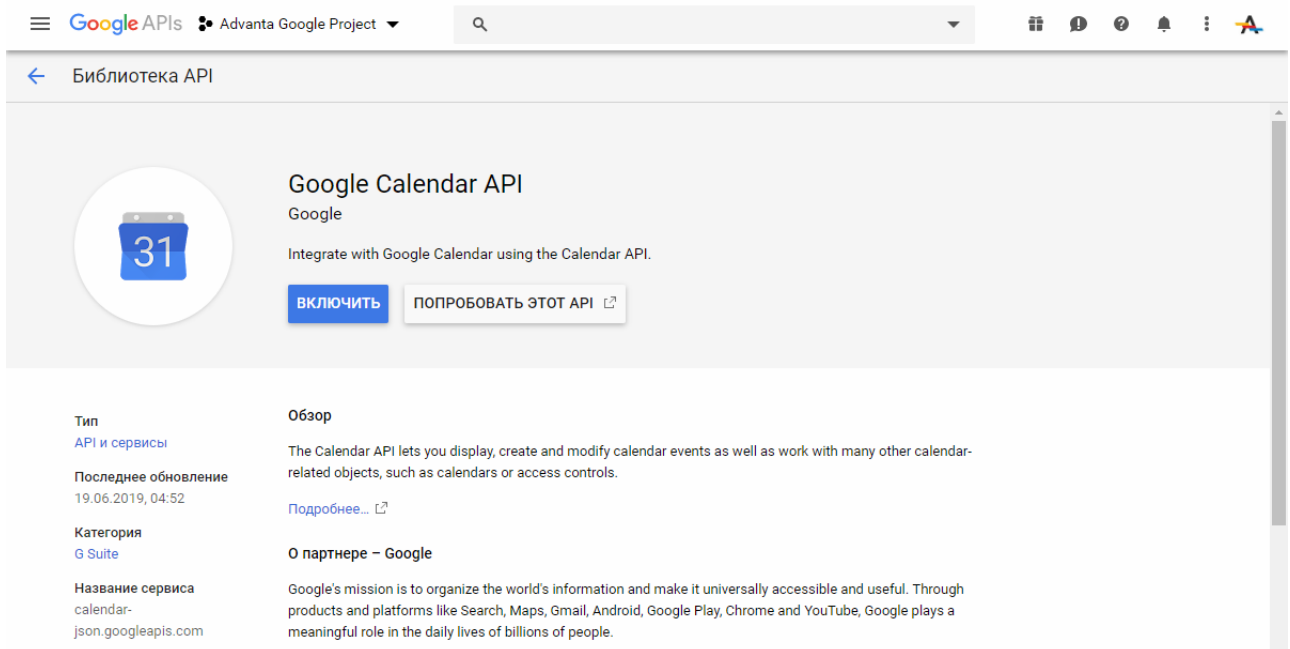 Google APIs Advanta Google Project
Библиотека API
31
Google Calendar API
Google
Integrate with Google Calendar using the Calendar API.
ВКЛЮЧИТЬ ПОПРОБОВАТЬ ЭТОТ API
Тип
API и сервисы
Последнее обновление
19.06.2019, 04:52
Категория
G Suite
Название сервиса
calendar-
json.googleapis.com
Обзор
The Calendar API lets you display, create and modify calendar events as well as work with many other calendar-
related objects, such as calendars or access controls.
Подробнее...
О партнере – Google
Google's mission is to organize the world's information and make it universally accessible and useful. Through
products and platforms like Search, Maps, Gmail, Android, Google Play, Chrome and YouTube, Google plays a
meaningful role in the daily lives of billions of people.